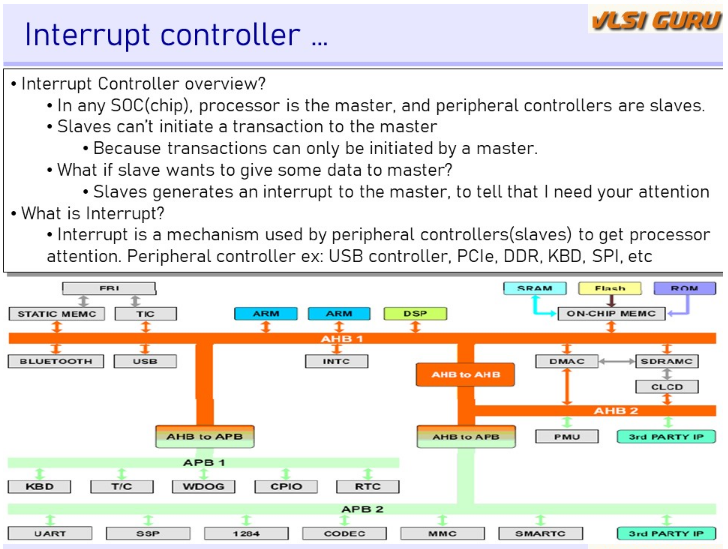 vLSI GURU
Interrupt controller ...
• Interrupt Controller overview?
• In any SOC(chip), processor is the master, and peripheral controllers are slaves.
• Slaves can't initiate a transaction to the master
• Because transactions can only be initiated by a master.
• What if slave wants to give some data to master?
• Slaves generates an interrupt to the master, to tell that I need your attention
• What is Interrupt?
• Interrupt is a mechanism used by peripheral controllers(slaves) to get processor
attention. Peripheral controller ex: USB controller, PCIe, DDR, KBD, SPI, etc
EBI
SRAM
Flash
ROM
STATIC MEMC
TIC
ARM
ARM
DSP
ON-CHIP MEMC
AHB 1
BLUETOOTH
USB
INTC
AHB to AHB
DMAC
SDRAMC
CLCD
AHB 2
AHB to APB
AHB to APB
PMU
3rd PARTY IP
APB 1
KBD
T/C
WDOG
CPIO
RTC
APB 2
UART
SSP
1284
CODEC
MMC
SMARTC
3rd PARTY IP